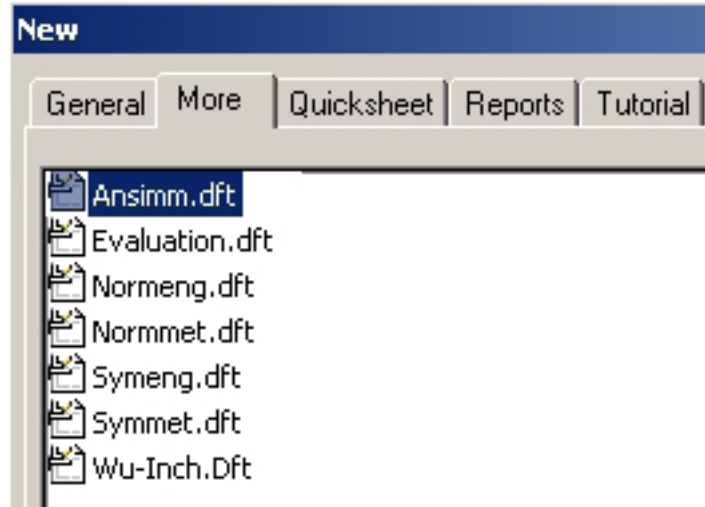 New
General More Quicksheet Reports Tutorial
Ansimm.dft
Evaluation.dft
Normeng.dft
Normmet.dft
Symeng.dft
Symmet.dft
Wu-Inch.Dft